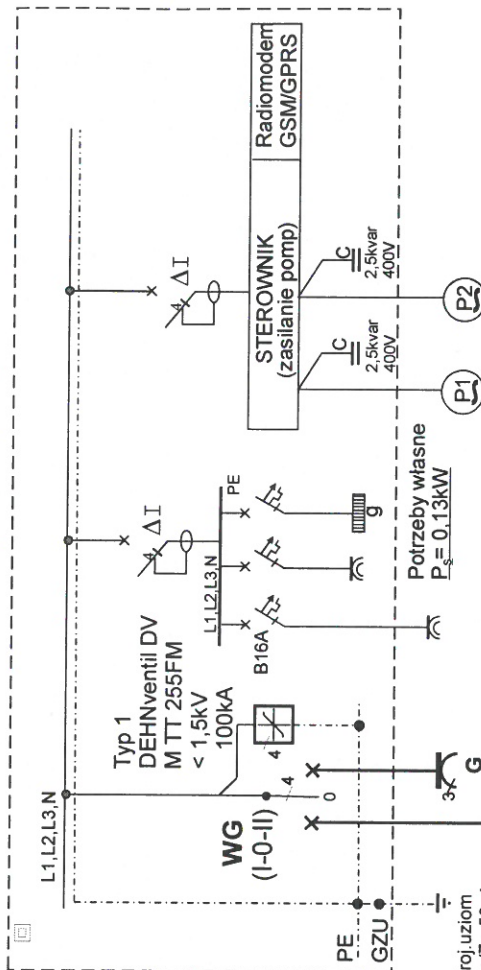 L1,L2,L3,N
Typ 1
DEHNventil DV
M TT 255FM
< 1,5kV
100kA
4
WG
(I-0-II)
4
0
3
G
PE
GZU
roj.uziom
ΔI
4
L1,L2,L3,N
PE
B16A
g
Potrzeby własne
Ps= 0,13kW
ΔI
4
STEROWNIK
(zasilanie pomp)
Radiomodem
GSM/GPRS
C
2,5kvar
400V
C
2,5kvar
400V
P1
P2